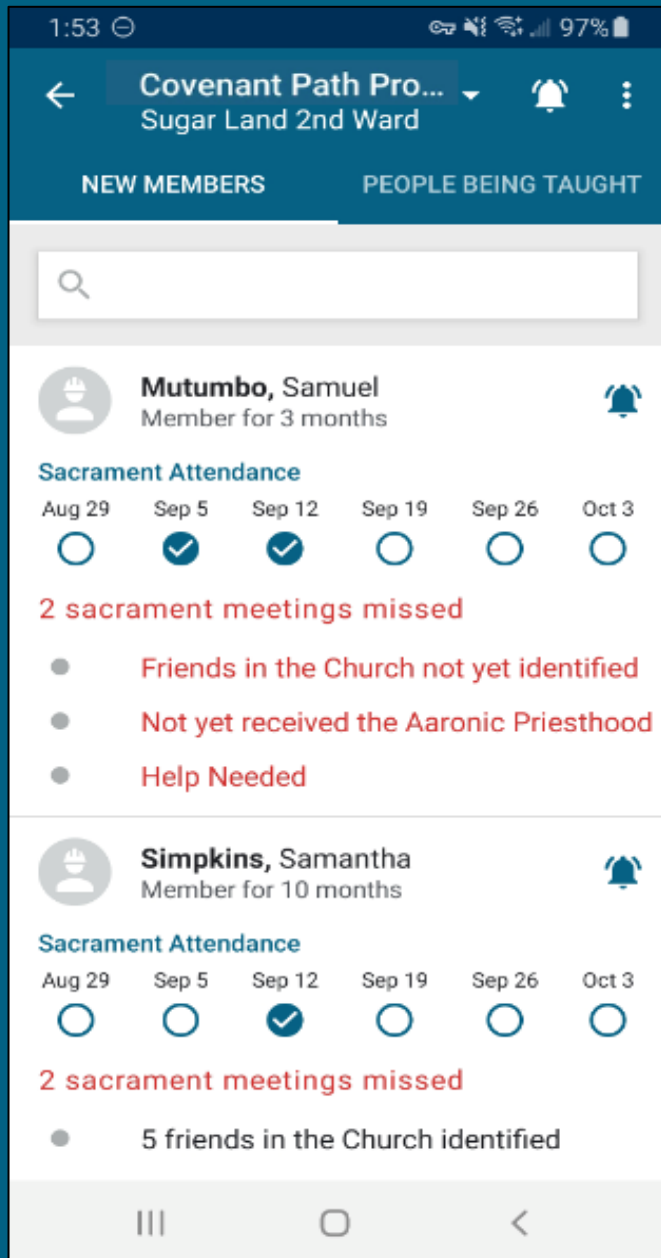 1:53 97%
Covenant Path Pro...
Sugar Land 2nd Ward
NEW MEMBERS PEOPLE BEING TAUGHT
Mutumbo, Samuel
Member for 3 months
Sacrament Attendance
Aug 29 Sep 5 Sep 12 Sep 19 Sep 26 Oct 3
2 sacrament meetings missed
Friends in the Church not yet identified
Not yet received the Aaronic Priesthood
Help Needed
Simpkins, Samantha
Member for 10 months
Sacrament Attendance
Aug 29 Sep 5 Sep 12 Sep 19 Sep 26 Oct 3
2 sacrament meetings missed
5 friends in the Church identified